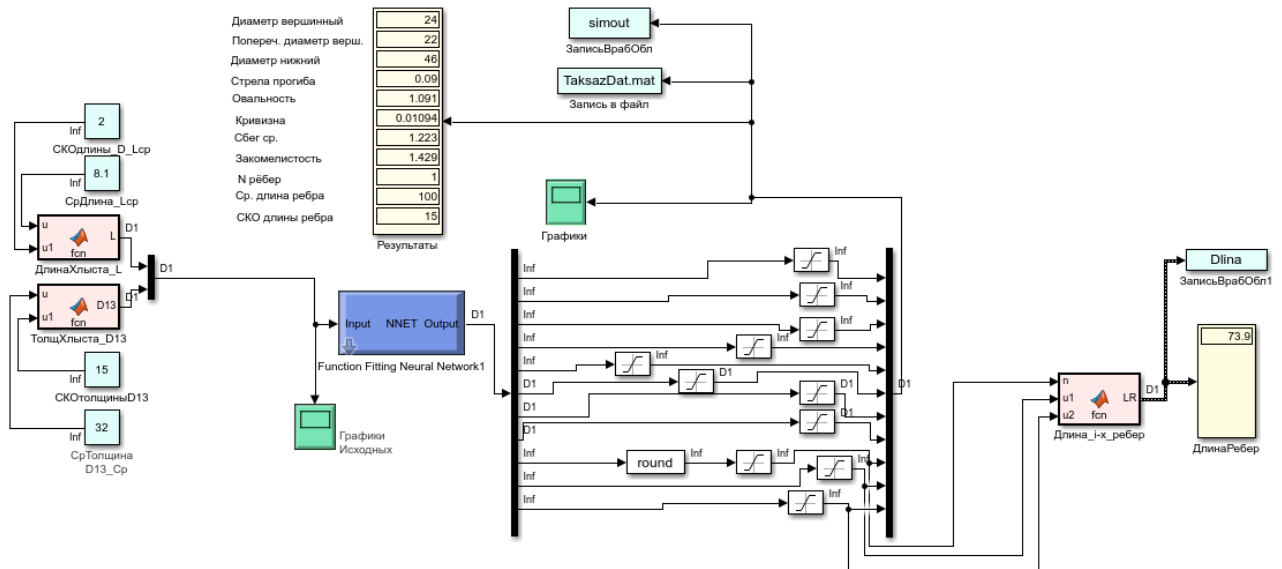 Диаметр вершинный 24
Попереч. диаметр верш. 22
Диаметр нижний 46
Стрела прогиба 0.09
Овальность 1.091
Кривизна 0.01094
Сбег ср. 1.223
Закомелистость 1.429
N рёбер 1
Ср. длина ребра 100
СКО длины ребра 15
Результаты
simout
ЗаписьВрабОбл
TaksazDat.mat
Запись в файл
Графики
2
Inf
СКОдлины_D_Lср
8.1
Inf
СрДлина_Lср
u
u1
L
fcn
D1
ДлинаХлыста_L
u
u1
D13
fcn
D1
ТолщХлыста_D13
D1
15
Inf
СКОтолщиныD13
32
Inf
СрТолщина
D13_Ср
Input NNET Output
D1
Function Fitting Neural Network1
Графики
Исходных
Inf
Inf
Inf
Inf
Inf
D1
D1
D1
Inf
Inf
Inf
Inf
Inf
Inf
Inf
Inf
D1
D1
D1
round
Inf
Inf
Inf
Inf
D1
n
u1
u2
LR
fcn
D1
Длина_i-х_ребер
Dlina
ЗаписьВрабОбл1
73.9
ДлинаРебер